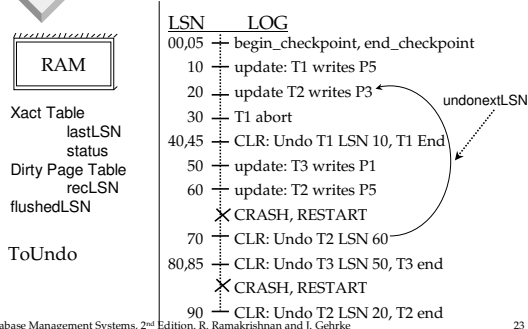 LSN LOG
00,05 begin_checkpoint, end_checkpoint
RAM
10 update: T1 writes P5
20 update T2 writes P3
undonextLSN
Xact Table
lastLSN
status
Dirty Page Table
recLSN
flushedLSN
ToUndo
30 T1 abort
40,45 CLR: Undo T1 LSN 10, T1 End
50 update: T3 writes P1
60 update: T2 writes P5
CRASH, RESTART
70 CLR: Undo T2 LSN 60
80,85 CLR: Undo T3 LSN 50, T3 end
CRASH, RESTART
90 CLR: Undo T2 LSN 20, T2 end
abase Management Systems, 2nd Edition. R. Ramakrishnan and J. Gehrke 23